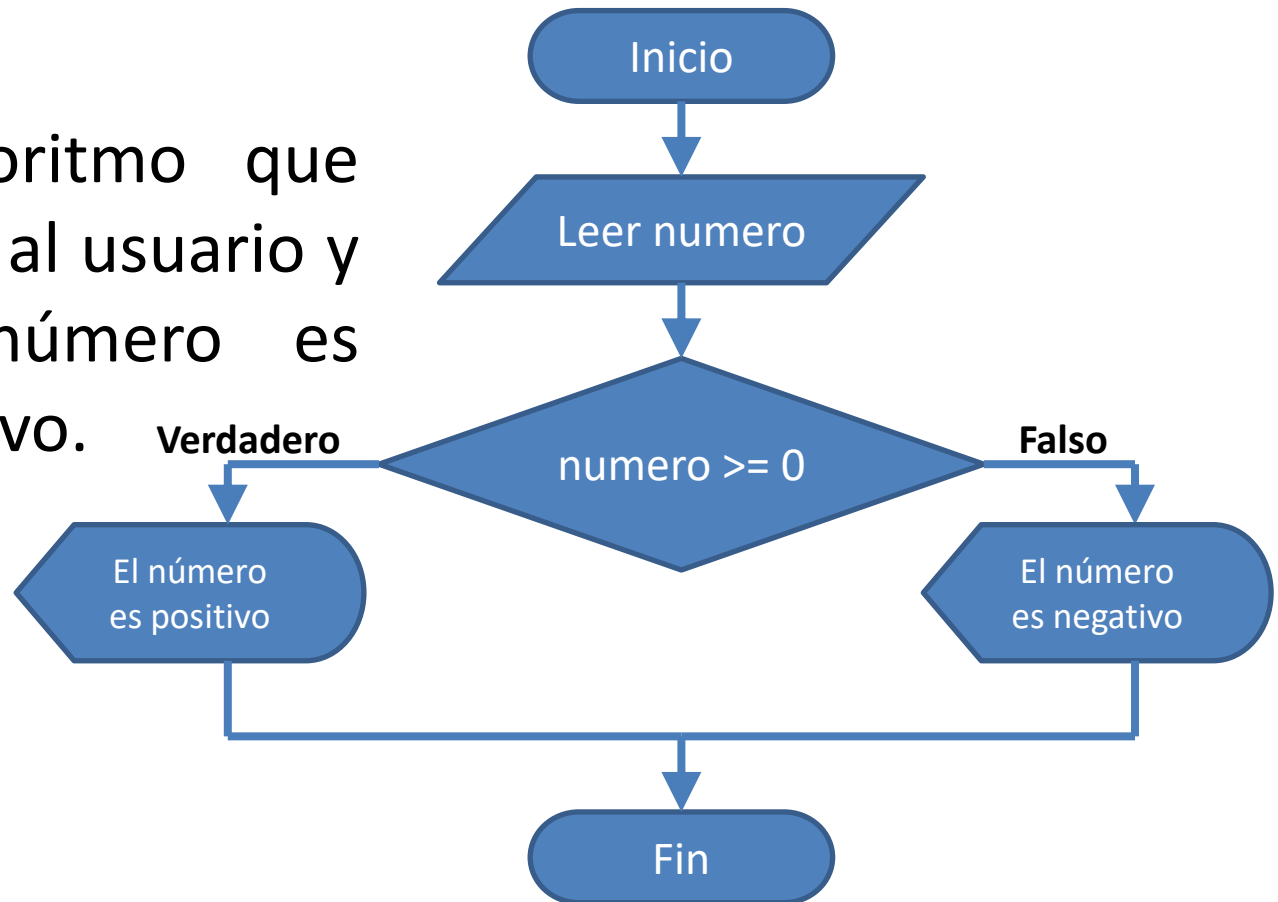 Inicio
oritmo que
al usuario y
número es
vo.
Leer numero
numero >= 0
Verdadero
Falso
El número
es positivo
El número
es negativo
Fin